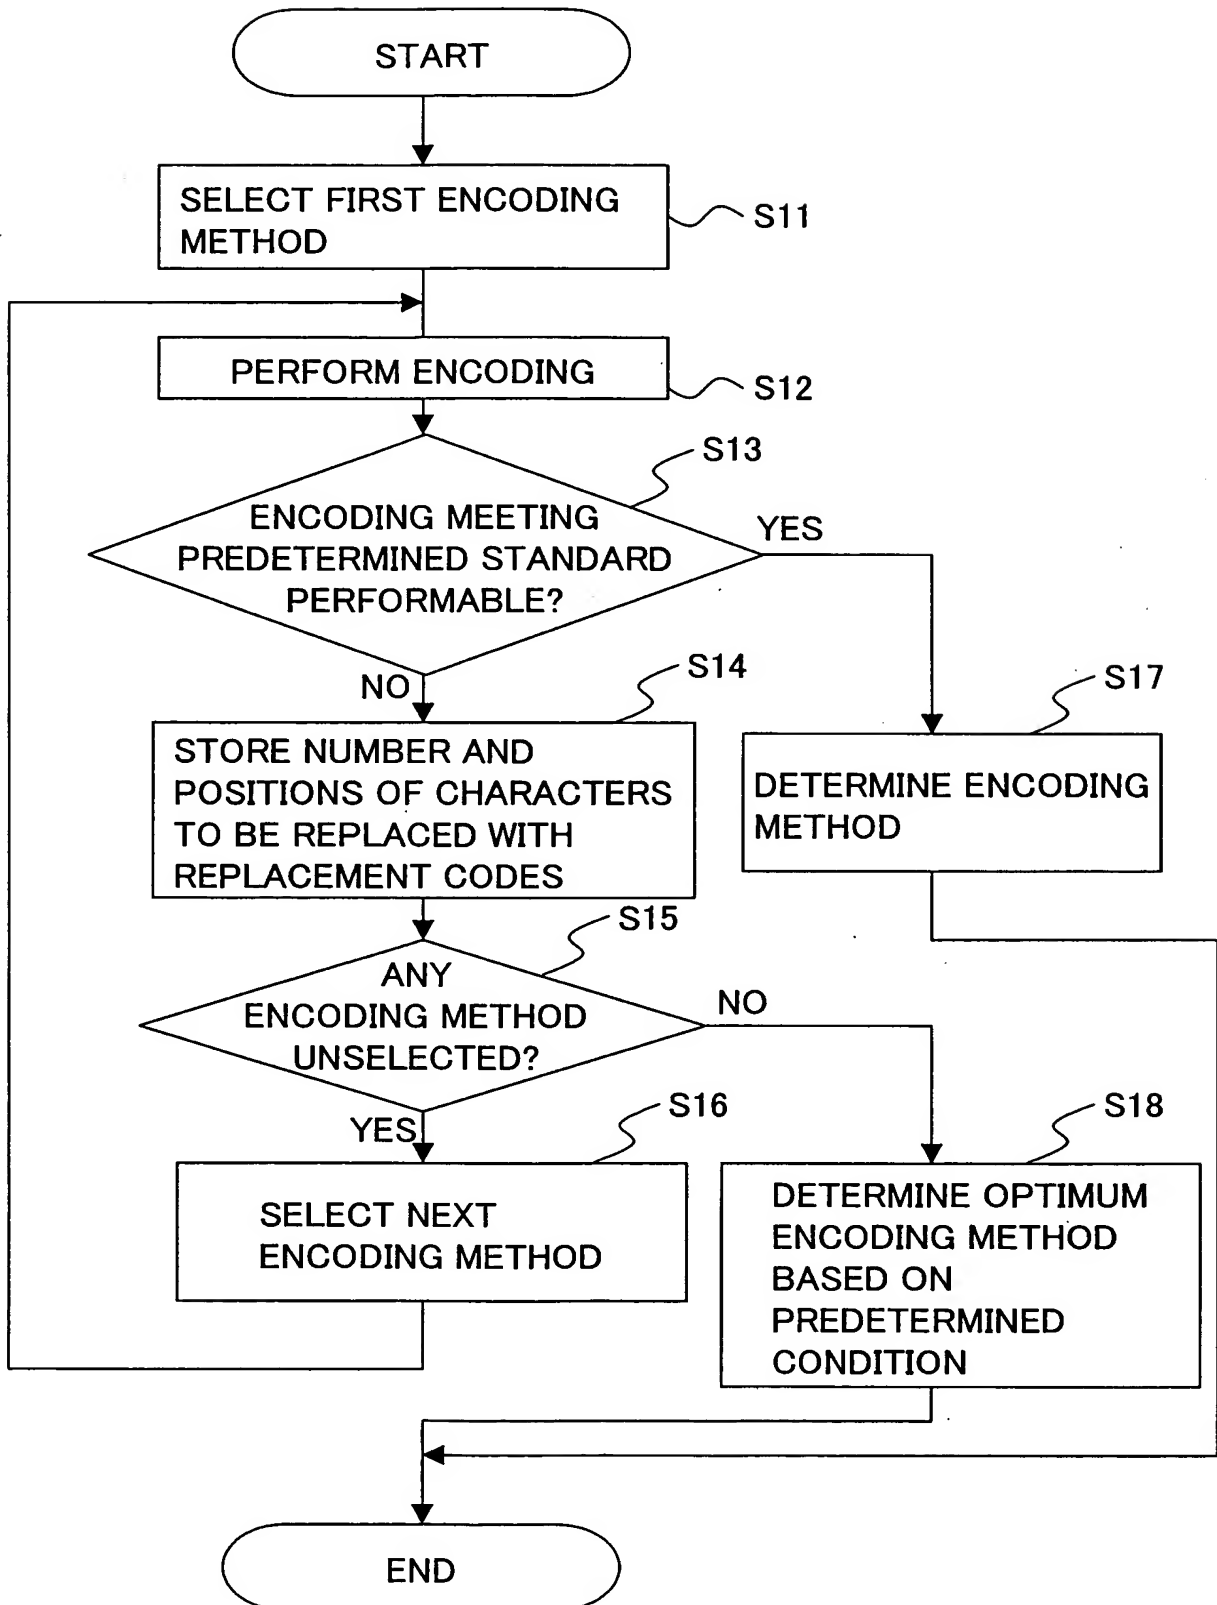 START
SELECT FIRST ENCODING
METHOD
S11
PERFORM ENCODING
S12
S13
ENCODING MEETING
PREDETERMINED STANDARD
PERFORMABLE?
YES
NO
S14
STORE NUMBER AND
POSITIONS OF CHARACTERS
TO BE REPLACED WITH
REPLACEMENT CODES
S17
DETERMINE ENCODING
METHOD
S15
ANY
ENCODING METHOD
UNSELECTED?
NO
YES
S16
SELECT NEXT
ENCODING METHOD
S18
DETERMINE OPTIMUM
ENCODING METHOD
BASED ON
PREDETERMINED
CONDITION
END